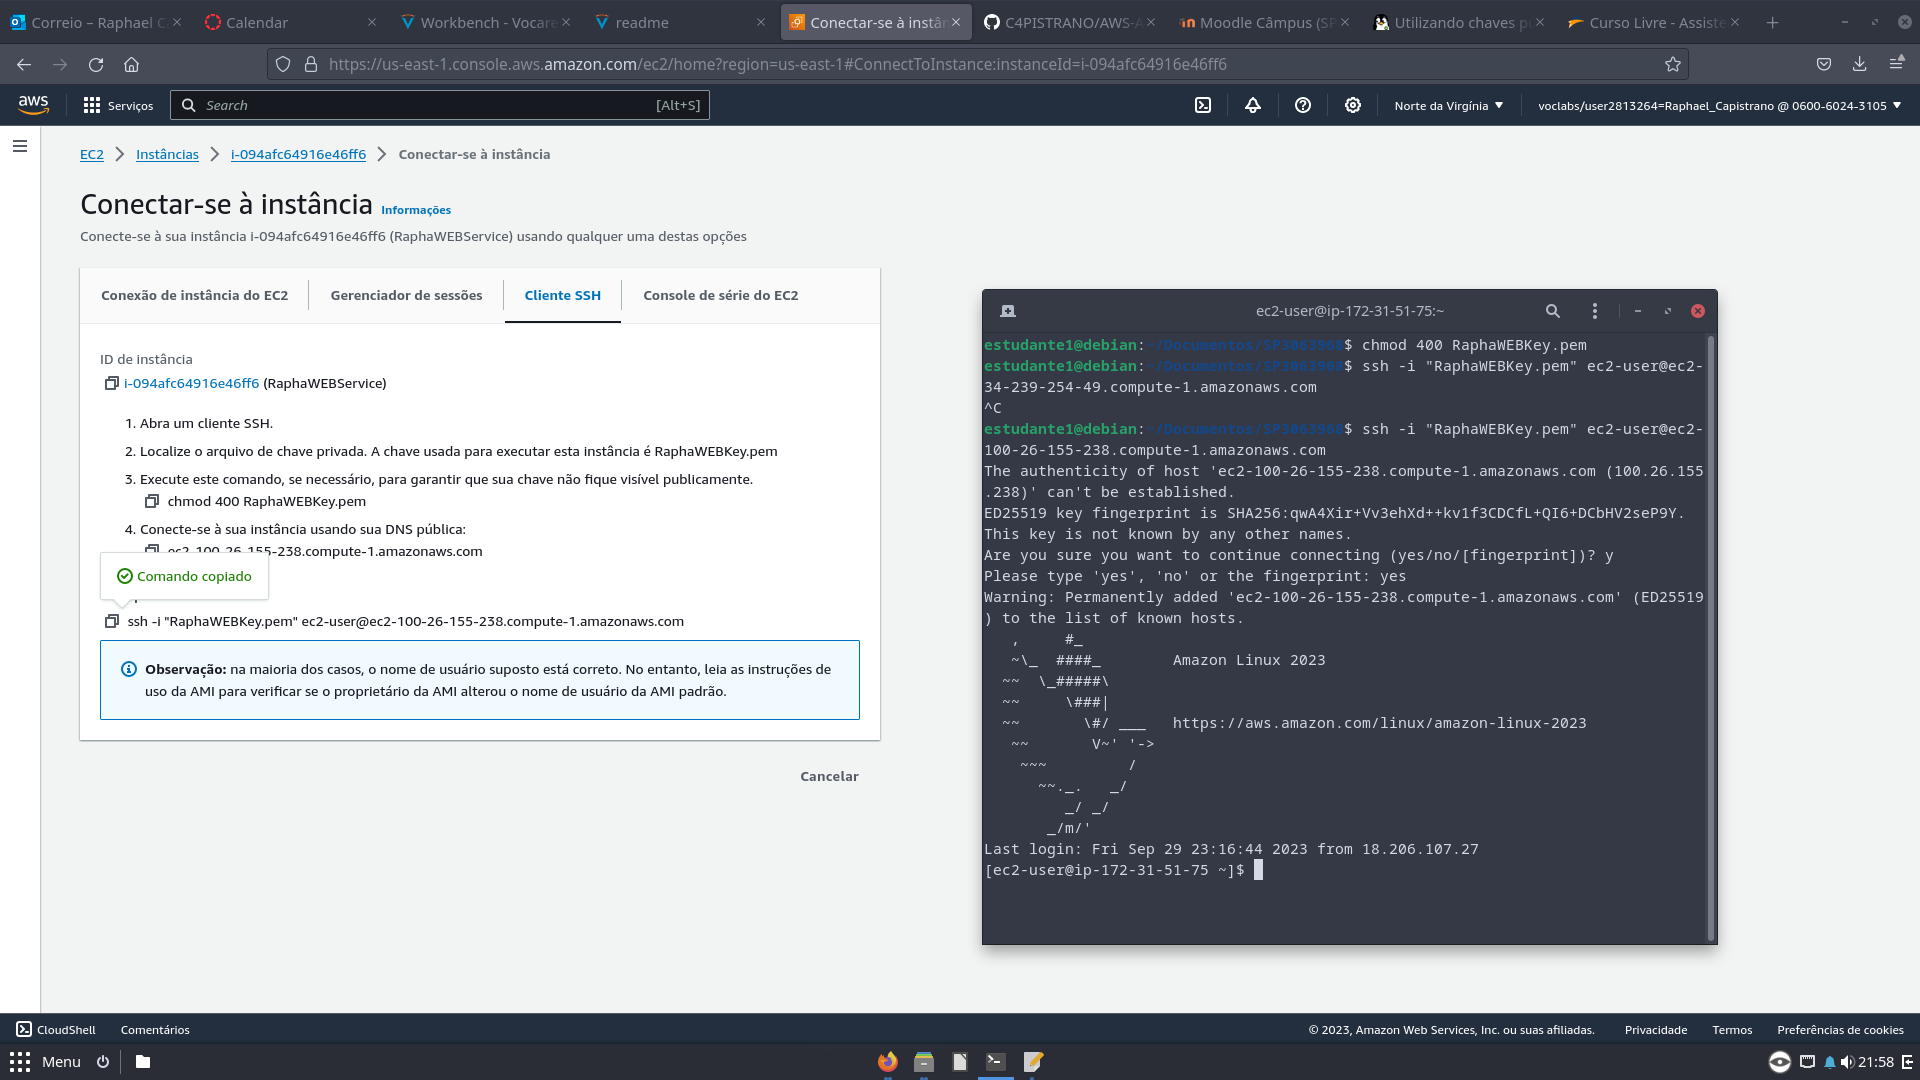 Correio – Raphael C
Calendar
Workbench - Vocare
readme
Conectar-se à instân
C4PISTRANO/AWS-A
Moodle Câmpus (SP
Utilizando chaves p
Curso Livre - Assiste
https://us-east-1.console.aws.amazon.com/ec2/home?region=us-east-1#ConnectToInstance:instanceId=i-094afc64916e46ff6
aws
Serviços
Search
[Alt+S]
Norte da Virgínia
voclabs/user2813264=Raphael_Capistrano @ 0600-6024-3105
EC2
Instâncias
i-094afc64916e46ff6
Conectar-se à instância
Conectar-se à instância Informações
Conecte-se à sua instância i-094afc64916e46ff6 (RaphaWEBService) usando qualquer uma destas opções
Conexão de instância do EC2
Gerenciador de sessões
Cliente SSH
Console de série do EC2
ID de instância
i-094afc64916e46ff6 (RaphaWEBService)
1. Abra um cliente SSH.
2. Localize o arquivo de chave privada. A chave usada para executar esta instância é RaphaWEBKey.pem
3. Execute este comando, se necessário, para garantir que sua chave não fique visível publicamente.
chmod 400 RaphaWEBKey.pem
4. Conecte-se à sua instância usando sua DNS pública:
ec2-100-26-155-238.compute-1.amazonaws.com
Comando copiado
ssh -i "RaphaWEBKey.pem" ec2-user@ec2-100-26-155-238.compute-1.amazonaws.com
Observação: na maioria dos casos, o nome de usuário suposto está correto. No entanto, leia as instruções de
uso da AMI para verificar se o proprietário da AMI alterou o nome de usuário da AMI padrão.
Cancelar
ec2-user@ip-172-31-51-75:~
estudante1@debian:~/Documentos/SP3063968$ chmod 400 RaphaWEBKey.pem
estudante1@debian:~/Documentos/SP3063968$ ssh -i "RaphaWEBKey.pem" ec2-user@ec2-
34-239-254-49.compute-1.amazonaws.com
^C
estudante1@debian:~/Documentos/SP3063968$ ssh -i "RaphaWEBKey.pem" ec2-user@ec2-
100-26-155-238.compute-1.amazonaws.com
The authenticity of host 'ec2-100-26-155-238.compute-1.amazonaws.com (100.26.155
.238)' can't be established.
ED25519 key fingerprint is SHA256:qwA4Xir+Vv3ehXd++kv1f3CDCfL+QI6+DCbHV2seP9Y.
This key is not known by any other names.
Are you sure you want to continue connecting (yes/no/[fingerprint])? y
Please type 'yes', 'no' or the fingerprint: yes
Warning: Permanently added 'ec2-100-26-155-238.compute-1.amazonaws.com' (ED25519
) to the list of known hosts.
   ,     #_
   ~\_  ####_        Amazon Linux 2023
  ~~  \_#####\
  ~~     \###|
  ~~       \#/ ___   https://aws.amazon.com/linux/amazon-linux-2023
   ~~       V~' '->
    ~~~         /
      ~~._.   _/
         _/ _/
       _/m/'
Last login: Fri Sep 29 23:16:44 2023 from 18.206.107.27
[ec2-user@ip-172-31-51-75 ~]$
CloudShell
Comentários
© 2023, Amazon Web Services, Inc. ou suas afiliadas.
Privacidade
Termos
Preferências de cookies
Menu
21:58